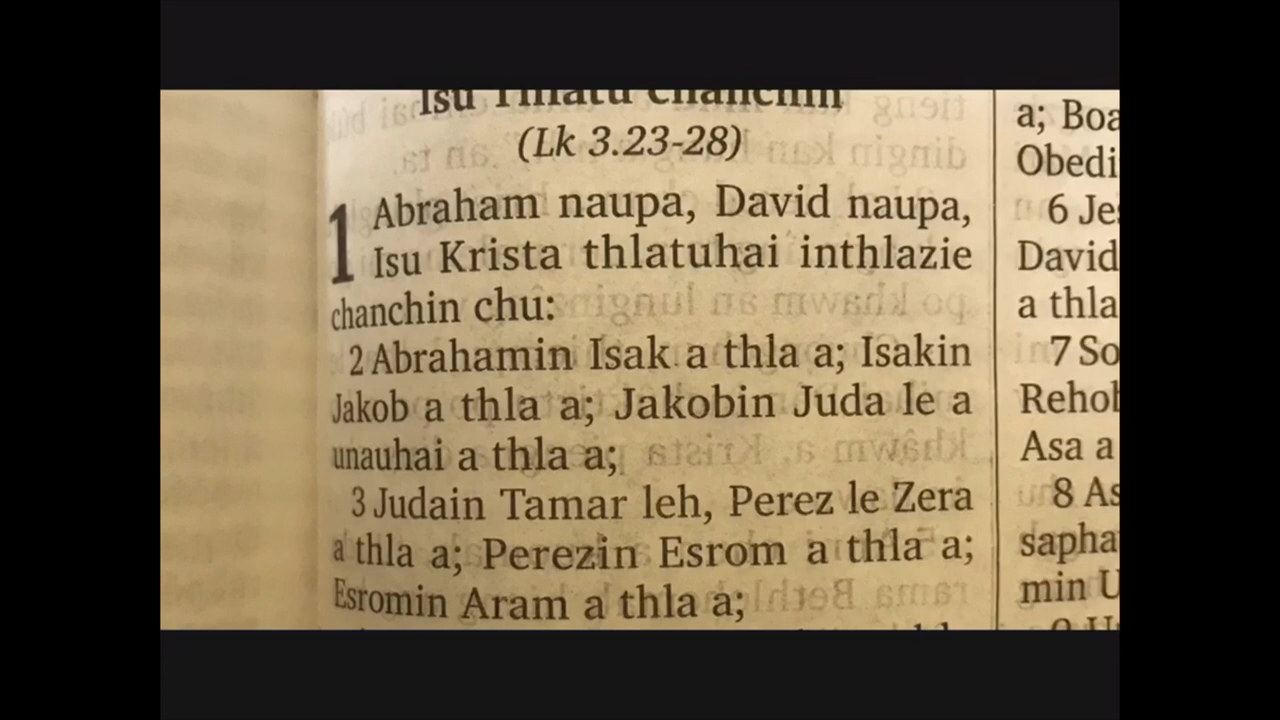 Isu
(Lk 3.23-28)
1 Abraham naupa, David naupa,
Isu Krista thlatuhai inthlazie
chanchin chu:
2 Abrahamin Isak a thla a; Isakin
Jakob a thla a; Jakobin Juda le a
unauhai a thla a;
3 Judain Tamar leh, Perez le Zera
a thla a; Perezin Esrom a thla a;
Esromin Aram a thla a;
a; Boa
Obedi
6 Je
David
a thla
7 So
Rehob
Asa a
8 As
sapha
min U